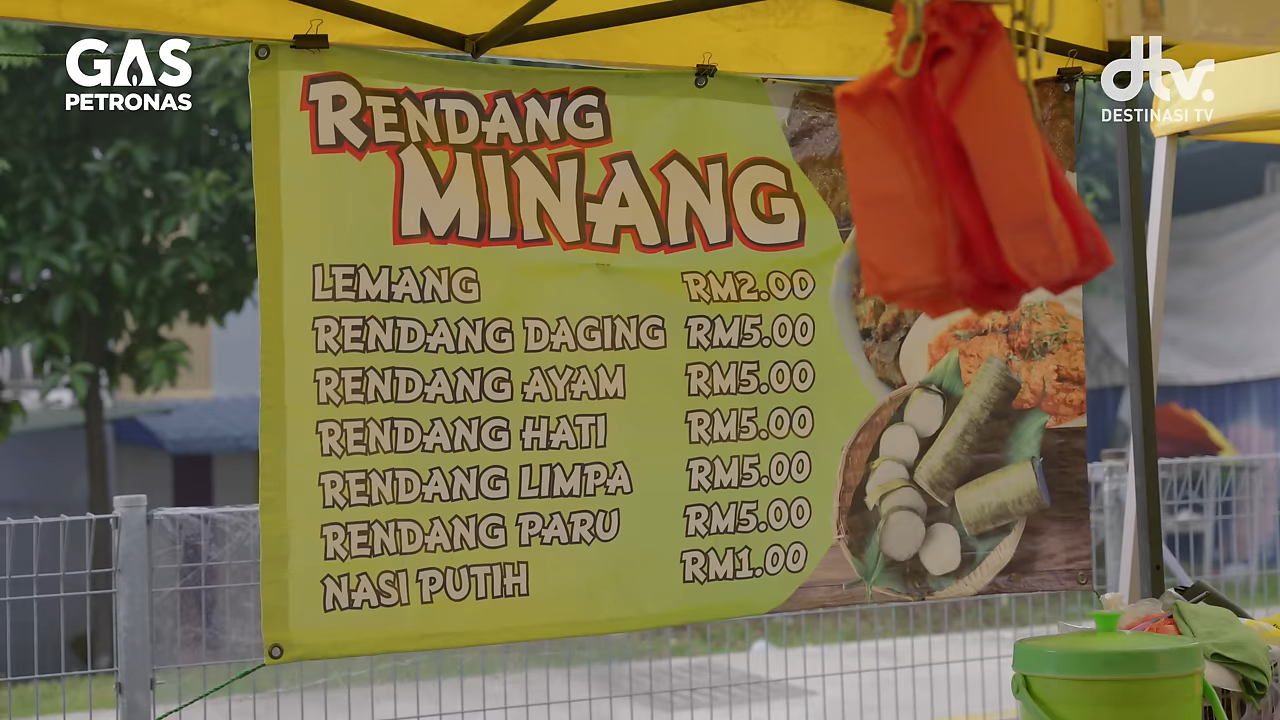 GAS
PETRONAS
dtv.
DESTINASI TV
RENDANG
MINANG
LEMANG RM2.00
RENDANG DAGING RM5.00
RENDANG AYAM RM5.00
RENDANG HATI RM5.00
RENDANG LIMPA RM5.00
RENDANG PARU RM5.00
NASI PUTIH RM1.00